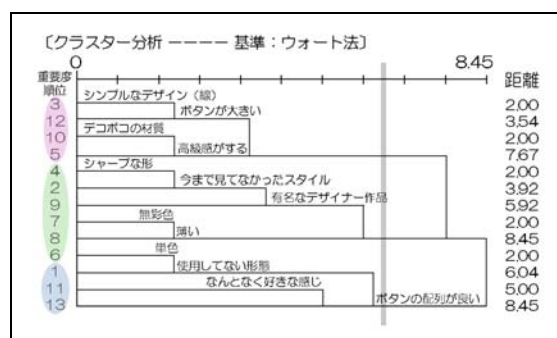 〔クラスター分析 ―――― 基準：ウォート法〕
0 8.45
重要度
順位 距離
3 シンプルなデザイン（線） 2.00
12 ボタンが大きい 3.54
10 デコボコの材質 2.00
5 高級感がする 7.67
4 シャープな形 2.00
2 今まで見てなかったスタイル 3.92
9 有名なデザイナー作品 5.92
7 無彩色 2.00
8 薄い 8.45
6 単色 2.00
1 使用してない形態 6.04
11 なんとなく好きな感じ 5.00
13 ボタンの配列が良い 8.45